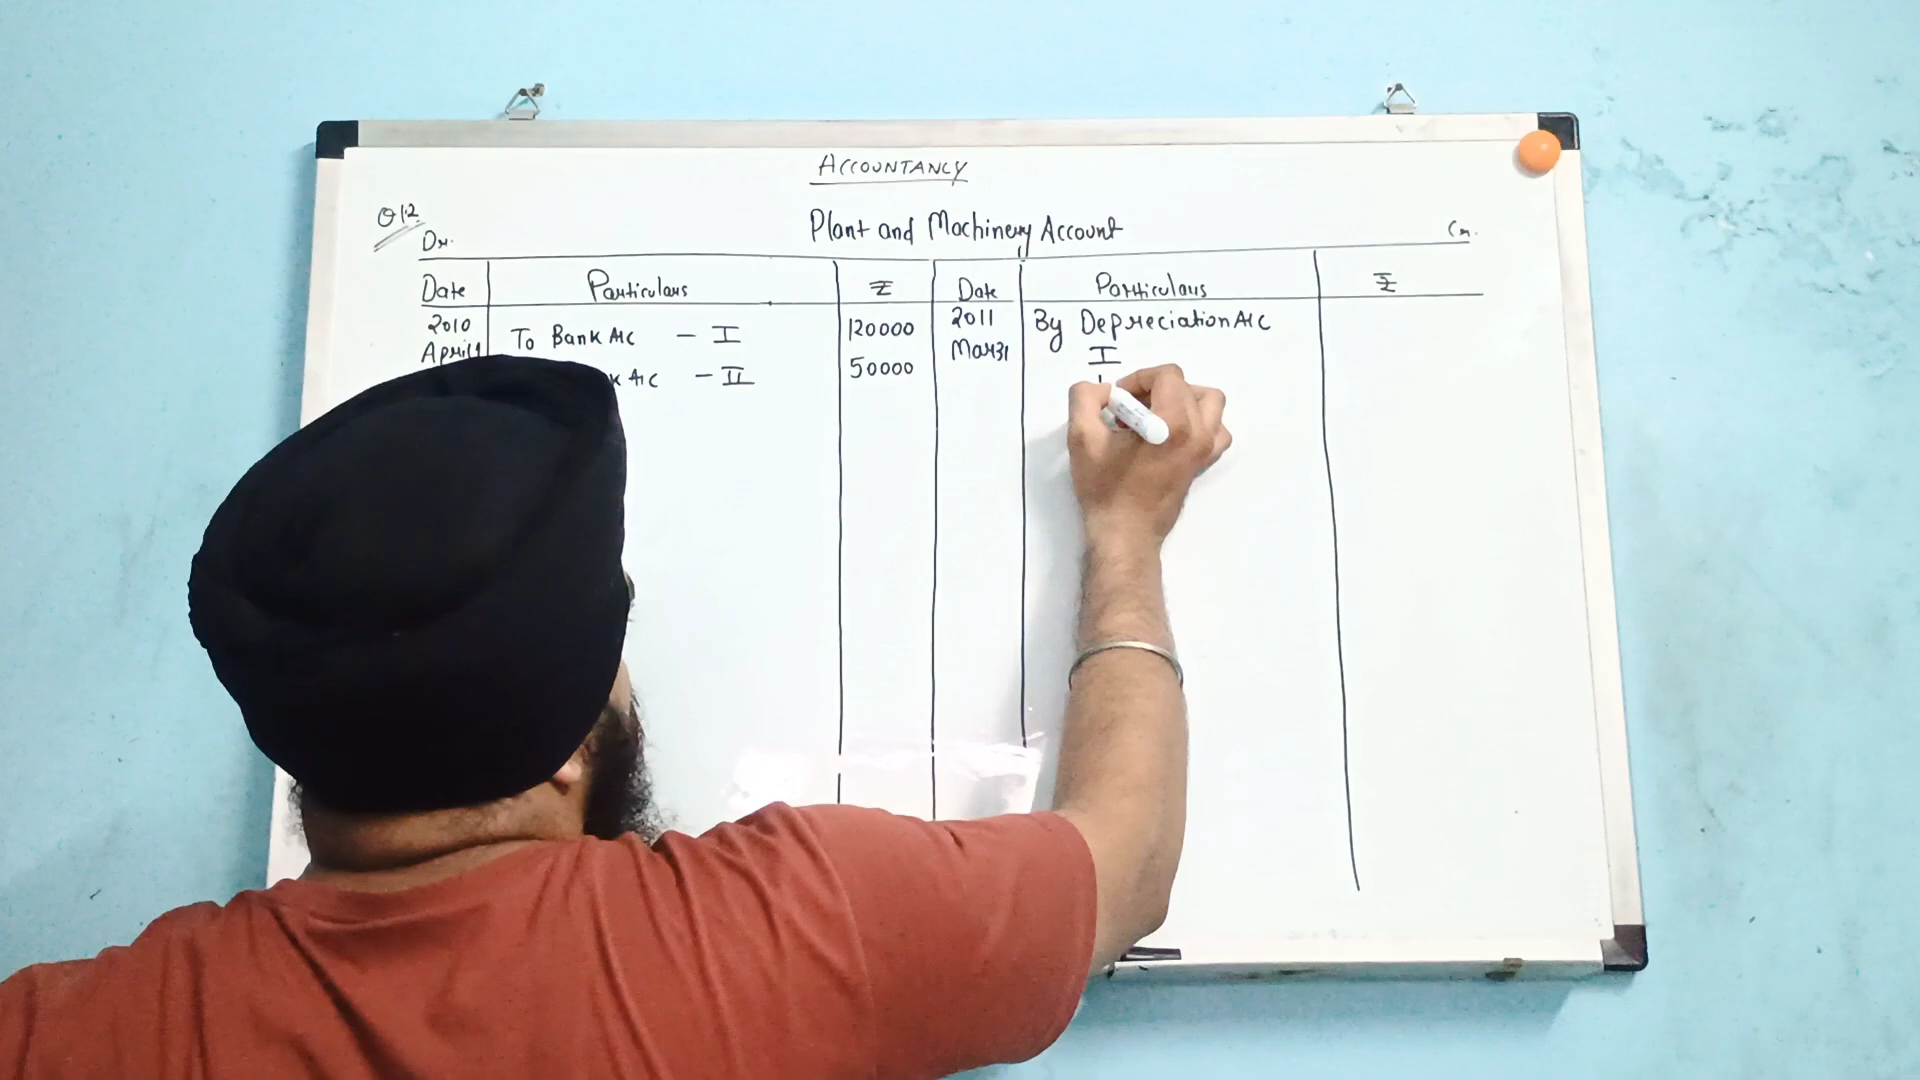 ACCOUNTANCY
Q12
Plant and Machinery Account
Dr. Cr.
Date Particulars ₹ Date Particulars ₹
2010 To Bank A/C - I 120000 2011 By Depreciation A/C
April 1 Mar 31 I
A/C - II 50000